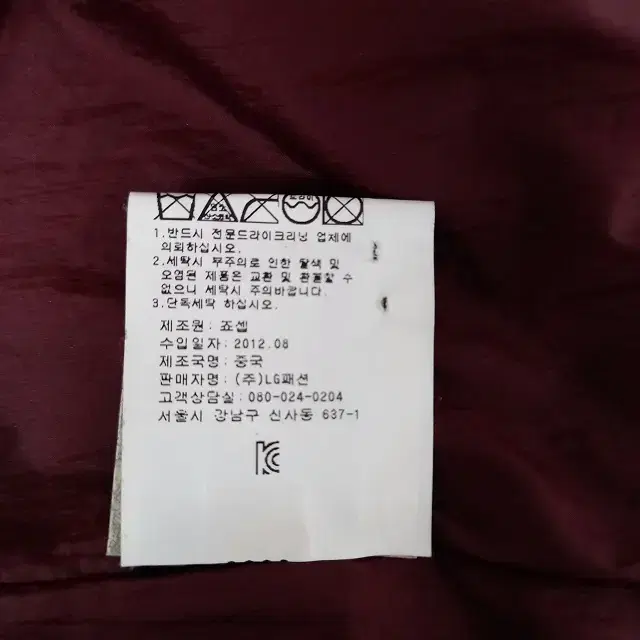 1.반드시 전문드라이크리닝 업체에
의뢰하십시오.
2.세탁시 부주의로 인한 탈색 및
오염된 제품은 교환 및 환불할 수
없으니 세탁시 주의바랍니다.
3.단독세탁 하십시오.
제조원 : 죠셉
수입일자 : 2012.08
제조국명 : 중국
판매자명 : (주)LG패션
고객상담실 : 080-024-0204
서울시 강남구 신사동 637-1